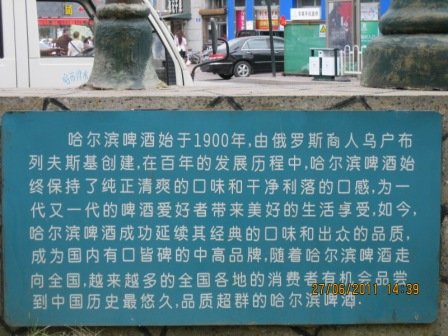 哈尔滨啤酒始于1900年,由俄罗斯商人乌卢布
列夫斯基创建,在百年的发展历程中,哈尔滨啤酒始
终保持了纯正清爽的口味和干净利落的口感,为一
代又一代的啤酒爱好者带来美好的生活享受,如今,
哈尔滨啤酒成功延续其经典的口味和出众的品质,
成为国内有口皆碑的中高品牌,随着哈尔滨啤酒走
向全国,越来越多的全国各地的消费者有机会品尝
到中国历史最悠久,品质超群的哈尔滨啤酒.
27/06/2011 14:39